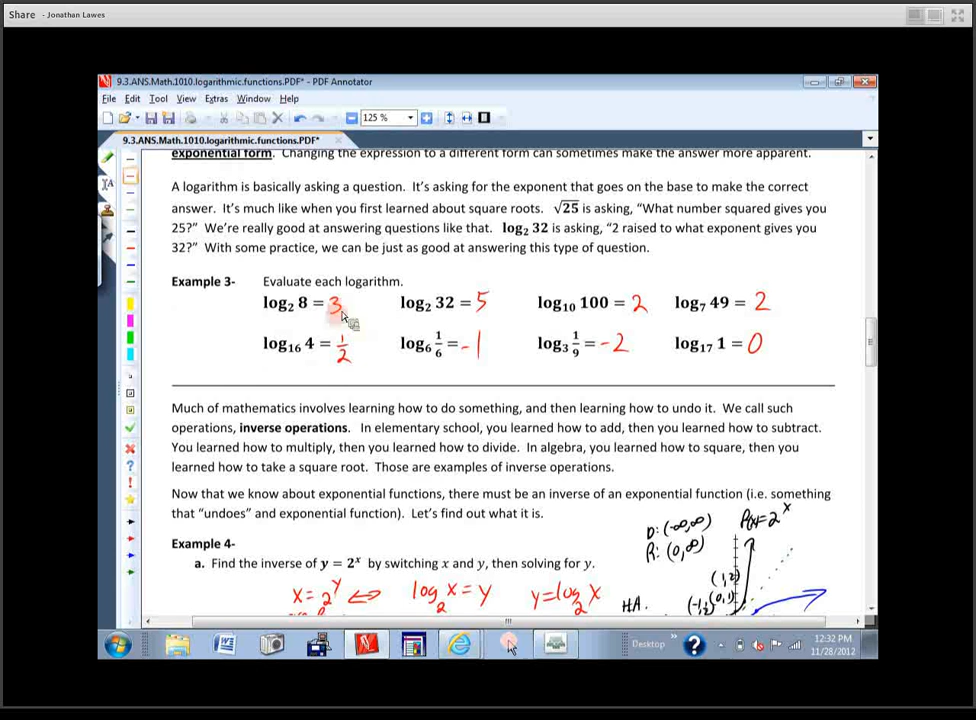 Share - Jonathan Lawes
9.3.ANS.Math.1010.logarithmic.functions.PDF* - PDF Annotator
File Edit Tool View Extras Window Help
125 %
9.3.ANS.Math.1010.logarithmic.functions.PDF*
exponential form. Changing the expression to a different form can sometimes make the answer more apparent.
A logarithm is basically asking a question. It's asking for the exponent that goes on the base to make the correct
answer. It's much like when you first learned about square roots. √25 is asking, "What number squared gives you
25?" We're really good at answering questions like that. log₂ 32 is asking, "2 raised to what exponent gives you
32?" With some practice, we can be just as good at answering this type of question.
Example 3- Evaluate each logarithm.
log₂ 8 = 3 log₂ 32 = 5 log₁₀ 100 = 2 log₇ 49 = 2
log₁₆ 4 = 1/2 log₆ 1/6 = -1 log₃ 1/9 = -2 log₁₇ 1 = 0
Much of mathematics involves learning how to do something, and then learning how to undo it. We call such
operations, inverse operations. In elementary school, you learned how to add, then you learned how to subtract.
You learned how to multiply, then you learned how to divide. In algebra, you learned how to square, then you
learned how to take a square root. Those are examples of inverse operations.
Now that we know about exponential functions, there must be an inverse of an exponential function (i.e. something
that "undoes" and exponential function). Let's find out what it is.
D: (-∞,∞) = 2ˣ
R: (0,∞)
Example 4-
a. Find the inverse of y = 2ˣ by switching x and y, then solving for y.
x = 2ʸ ⇔ log₂ x = y y = log₂ x
(1,2)
(0,1)
H.A.
Desktop
12:32 PM
11/28/2012